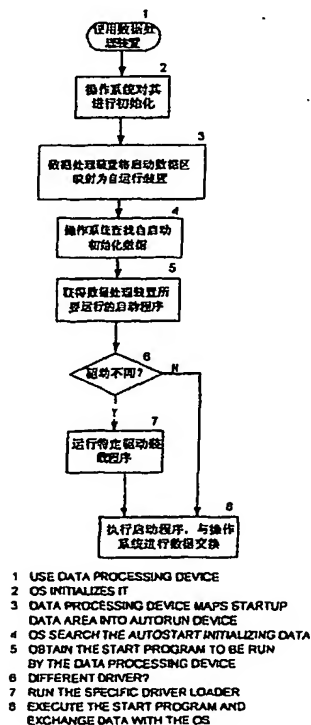 1
使用数据处
理装置
2
操作系统对其
进行初始化
3
数据处理装置将启动数据区
映射为自运行装置
4
操作系统查找自启动
初始化数据
5
获得数据处理装置所
要运行的启动程序
6
驱动不同?
N
Y
7
运行特定驱动装
载程序
8
执行启动程序,与操作
系统进行数据交换
1 USE DATA PROCESSING DEVICE
2 OS INITIALIZES IT
3 DATA PROCESSING DEVICE MAPS STARTUP
DATA AREA INTO AUTORUN DEVICE
4 OS SEARCH THE AUTOSTART INITIALIZING DATA
5 OBTAIN THE START PROGRAM TO BE RUN
BY THE DATA PROCESSING DEVICE
6 DIFFERENT DRIVER?
7 RUN THE SPECIFIC DRIVER LOADER
8 EXECUTE THE START PROGRAM AND
EXCHANGE DATA WITH THE OS